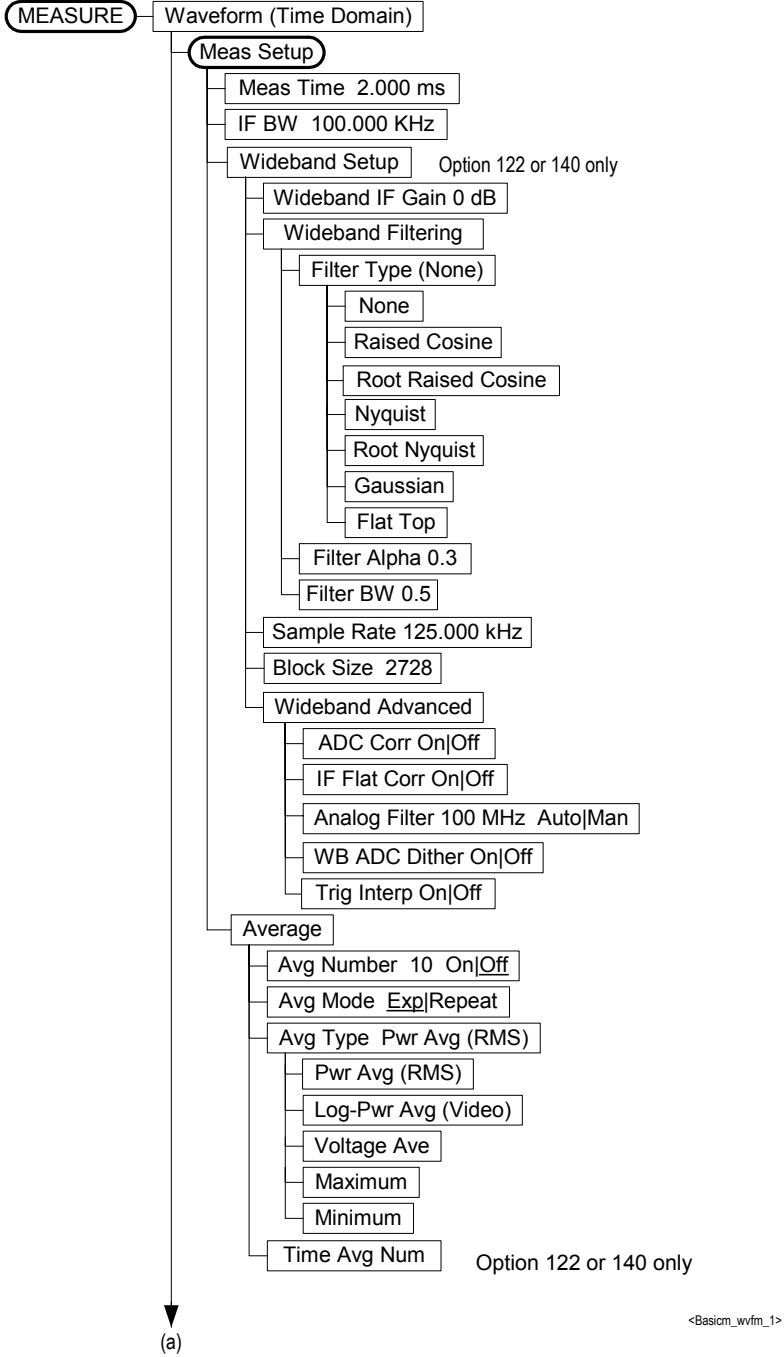 MEASURE Waveform (Time Domain)
Meas Setup
Meas Time 2.000 ms
IF BW 100.000 KHz
Wideband Setup Option 122 or 140 only
Wideband IF Gain 0 dB
Wideband Filtering
Filter Type (None)
None
Raised Cosine
Root Raised Cosine
Nyquist
Root Nyquist
Gaussian
Flat Top
Filter Alpha 0.3
Filter BW 0.5
Sample Rate 125.000 kHz
Block Size 2728
Wideband Advanced
ADC Corr On|Off
IF Flat Corr On|Off
Analog Filter 100 MHz Auto|Man
WB ADC Dither On|Off
Trig Interp On|Off
Average
Avg Number 10 On|Off
Avg Mode Exp|Repeat
Avg Type Pwr Avg (RMS)
Pwr Avg (RMS)
Log-Pwr Avg (Video)
Voltage Ave
Maximum
Minimum
Time Avg Num Option 122 or 140 only
(a)
<Basicm_wvfm_1>